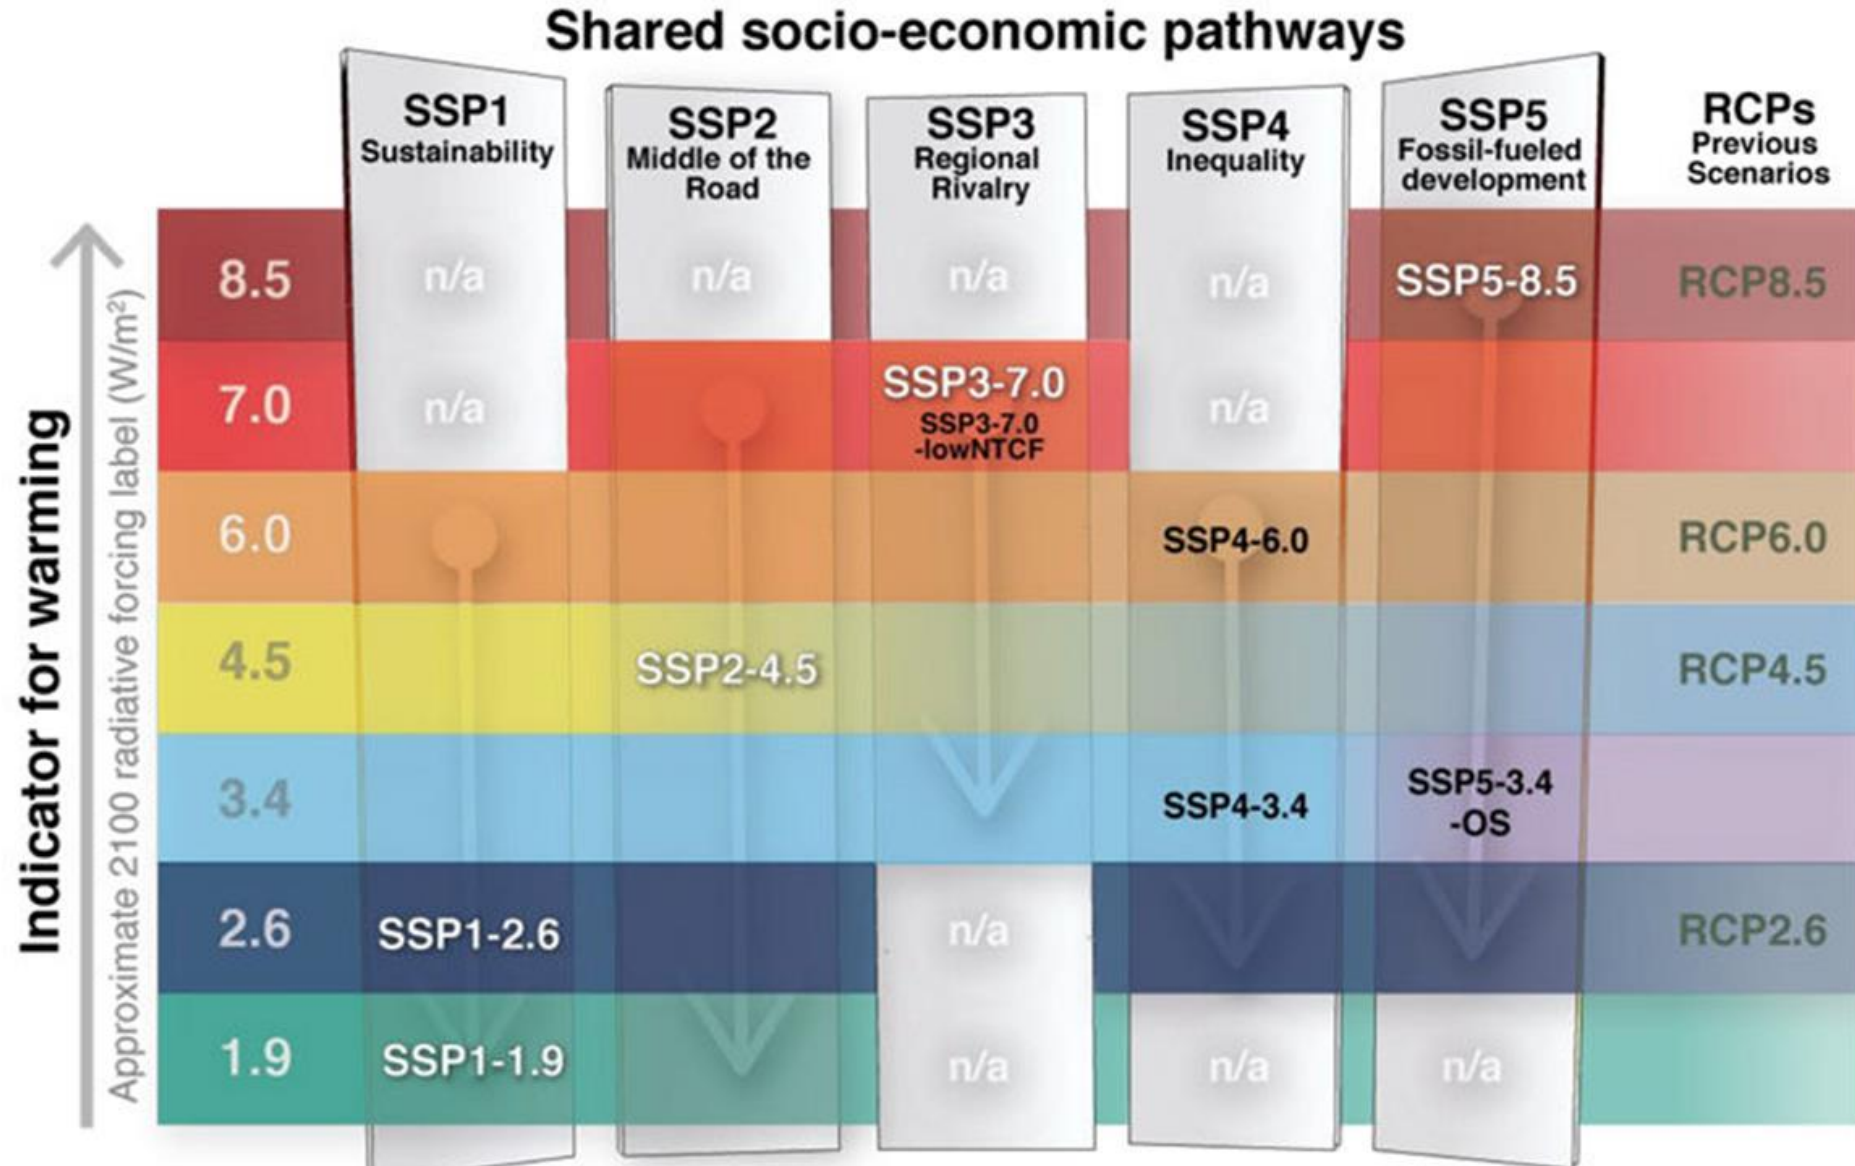 Shared socio-economic pathways
SSP1
Sustainability
SSP2
Middle of the
Road
SSP3
Regional
Rivalry
SSP4
Inequality
SSP5
Fossil-fueled
development
RCPs
Previous
Scenarios
Indicator for warming
Approximate 2100 radiative forcing label (W/m²)
8.5 n/a n/a n/a n/a SSP5-8.5 RCP8.5
7.0 n/a SSP3-7.0 n/a
SSP3-7.0
-lowNTCF
6.0 SSP4-6.0 RCP6.0
4.5 SSP2-4.5 RCP4.5
3.4 SSP4-3.4 SSP5-3.4
-OS
2.6 SSP1-2.6 n/a RCP2.6
1.9 SSP1-1.9 n/a n/a n/a